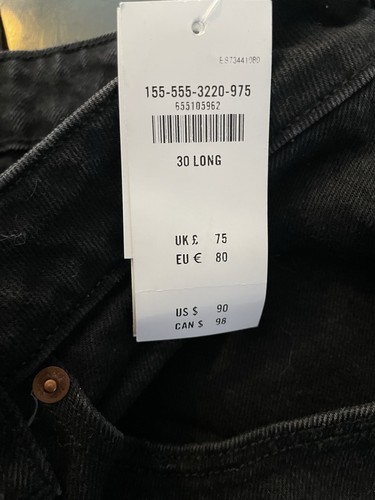 155-555-3220-975
655105962
30 LONG
UK £ 75
EU € 80
US $ 90
CAN $ 98